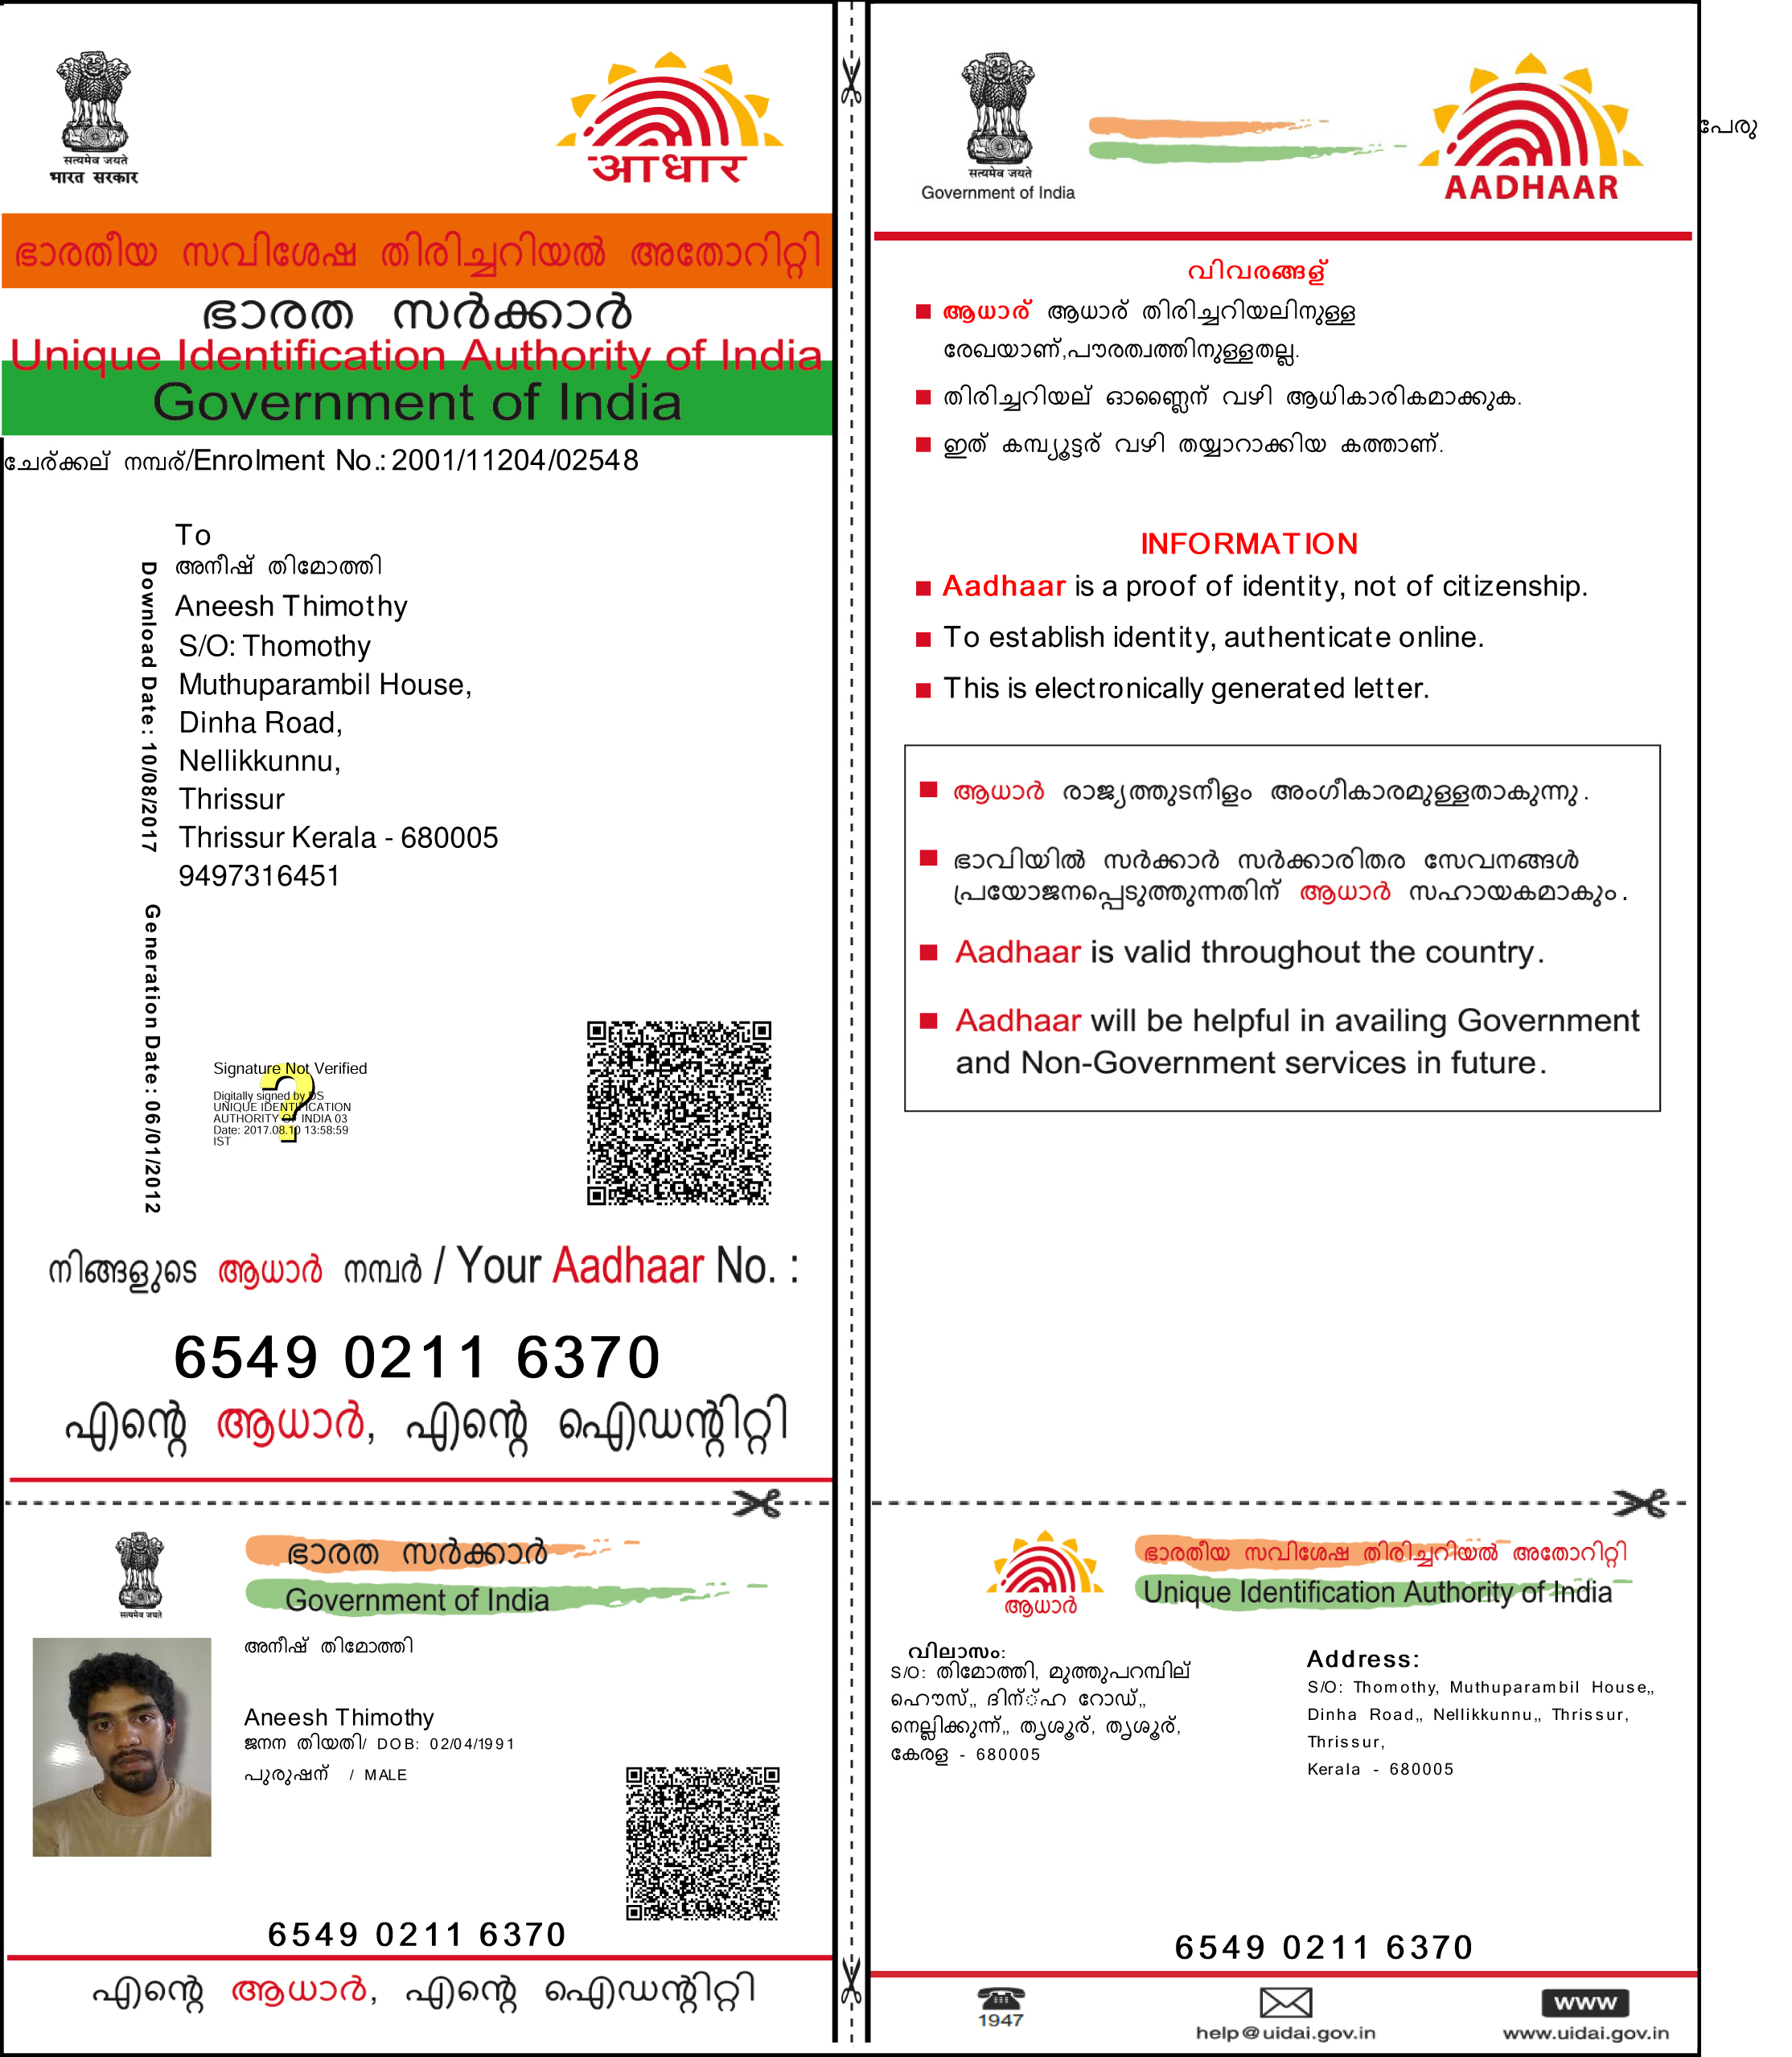 सत्यमेव जयते
भारत सरकार
आधार
ഭാരതീയ സവിശേഷ തിരിച്ചറിയൽ അതോറിറ്റി
ഭാരത സർക്കാർ
Unique Identification Authority of India
Government of India
ചേര്ക്കല് നമ്പര്/Enrolment No.: 2001/11204/02548
To
അനീഷ് തിമോത്തി
Aneesh Thimothy
S/O: Thomothy
Muthuparambil House,
Dinha Road,
Nellikkunnu,
Thrissur
Thrissur Kerala - 680005
9497316451
Download Date: 10/08/2017
Generation Date: 06/01/2012
Signature Not Verified
Digitally signed by DS
UNIQUE IDENTIFICATION
AUTHORITY OF INDIA 03
Date: 2017.08.10 13:58:59
IST
നിങ്ങളുടെ ആധാർ നമ്പർ / Your Aadhaar No. :
6549 0211 6370
എന്റെ ആധാർ, എന്റെ ഐഡന്റിറ്റി
सत्यमेव जयते
ഭാരത സർക്കാർ
Government of India
അനീഷ് തിമോത്തി
Aneesh Thimothy
ജനന തിയതി/ DOB: 02/04/1991
പുരുഷന് / MALE
6549 0211 6370
എന്റെ ആധാർ, എന്റെ ഐഡന്റിറ്റി
सत्यमेव जयते
Government of India
AADHAAR
പേരു
വിവരങ്ങള്
ആധാര് ആധാര് തിരിച്ചറിയലിനുള്ള
രേഖയാണ്,പൗരത്വത്തിനുള്ളതല്ല.
തിരിച്ചറിയല് ഓണ്ലൈന് വഴി ആധികാരികമാക്കുക.
ഇത് കമ്പ്യൂട്ടര് വഴി തയ്യാറാക്കിയ കത്താണ്.
INFORMATION
Aadhaar is a proof of identity, not of citizenship.
To establish identity, authenticate online.
This is electronically generated letter.
ആധാർ രാജ്യത്തുടനീളം അംഗീകാരമുള്ളതാകുന്നു.
ഭാവിയിൽ സർക്കാർ സർക്കാരിതര സേവനങ്ങൾ
പ്രയോജനപ്പെടുത്തുന്നതിന് ആധാർ സഹായകമാകും.
Aadhaar is valid throughout the country.
Aadhaar will be helpful in availing Government
and Non-Government services in future.
ആധാർ
ഭാരതീയ സവിശേഷ തിരിച്ചറിയൽ അതോറിറ്റി
Unique Identification Authority of India
വിലാസം:
S/O: തിമോത്തി, മുത്തുപറമ്പില്
ഹൌസ്,, ദിന്്ഹ റോഡ്,,
നെല്ലിക്കുന്ന്,, തൃശൂര്, തൃശൂര്,
കേരള - 680005
Address:
S/O: Thomothy, Muthuparambil House,,
Dinha Road,, Nellikkunnu,, Thrissur,
Thrissur,
Kerala - 680005
6549 0211 6370
1947
help@uidai.gov.in
www
www.uidai.gov.in